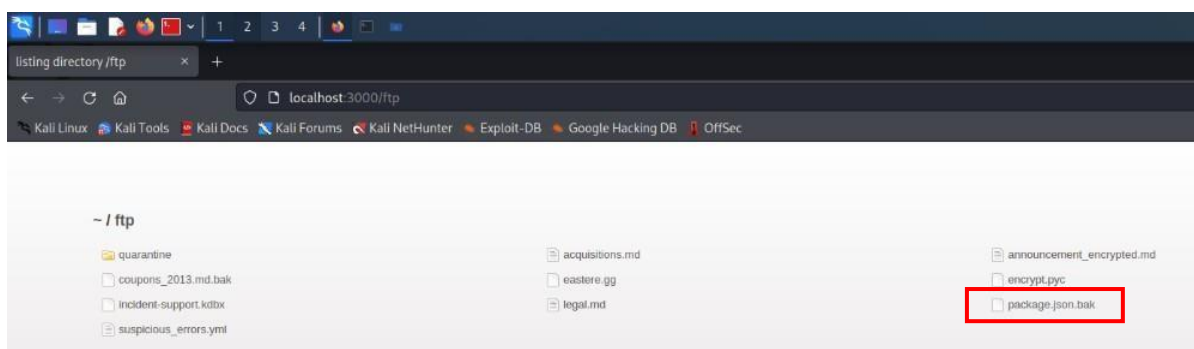 1 2 3 4
listing directory /ftp × +
localhost:3000/ftp
Kali Linux Kali Tools Kali Docs Kali Forums Kali NetHunter Exploit-DB Google Hacking DB OffSec
~ / ftp
quarantine acquisitions.md announcement_encrypted.md
coupons_2013.md.bak eastere.gg encrypt.pyc
incident-support.kdbx legal.md package.json.bak
suspicious_errors.yml